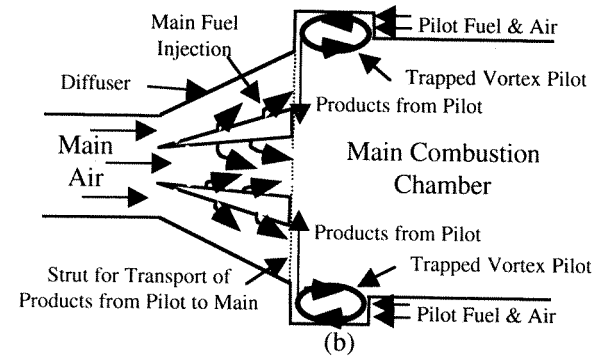 Main Fuel
Injection
Pilot Fuel & Air
Diffuser
Trapped Vortex Pilot
Products from Pilot
Main
Air
Main Combustion
Chamber
Products from Pilot
Trapped Vortex Pilot
Strut for Transport of
Products from Pilot to Main
Pilot Fuel & Air
(b)